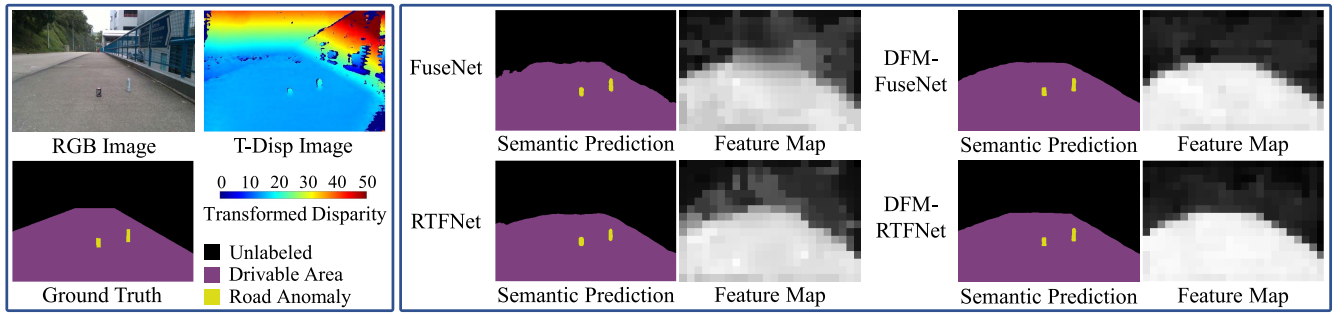 RGB Image
T-Disp Image
0 10 20 30 40 50
Transformed Disparity
Unlabeled
Drivable Area
Road Anomaly
Ground Truth
FuseNet
Semantic Prediction
Feature Map
DFM-
FuseNet
Semantic Prediction
Feature Map
RTFNet
Semantic Prediction
Feature Map
DFM-
RTFNet
Semantic Prediction
Feature Map